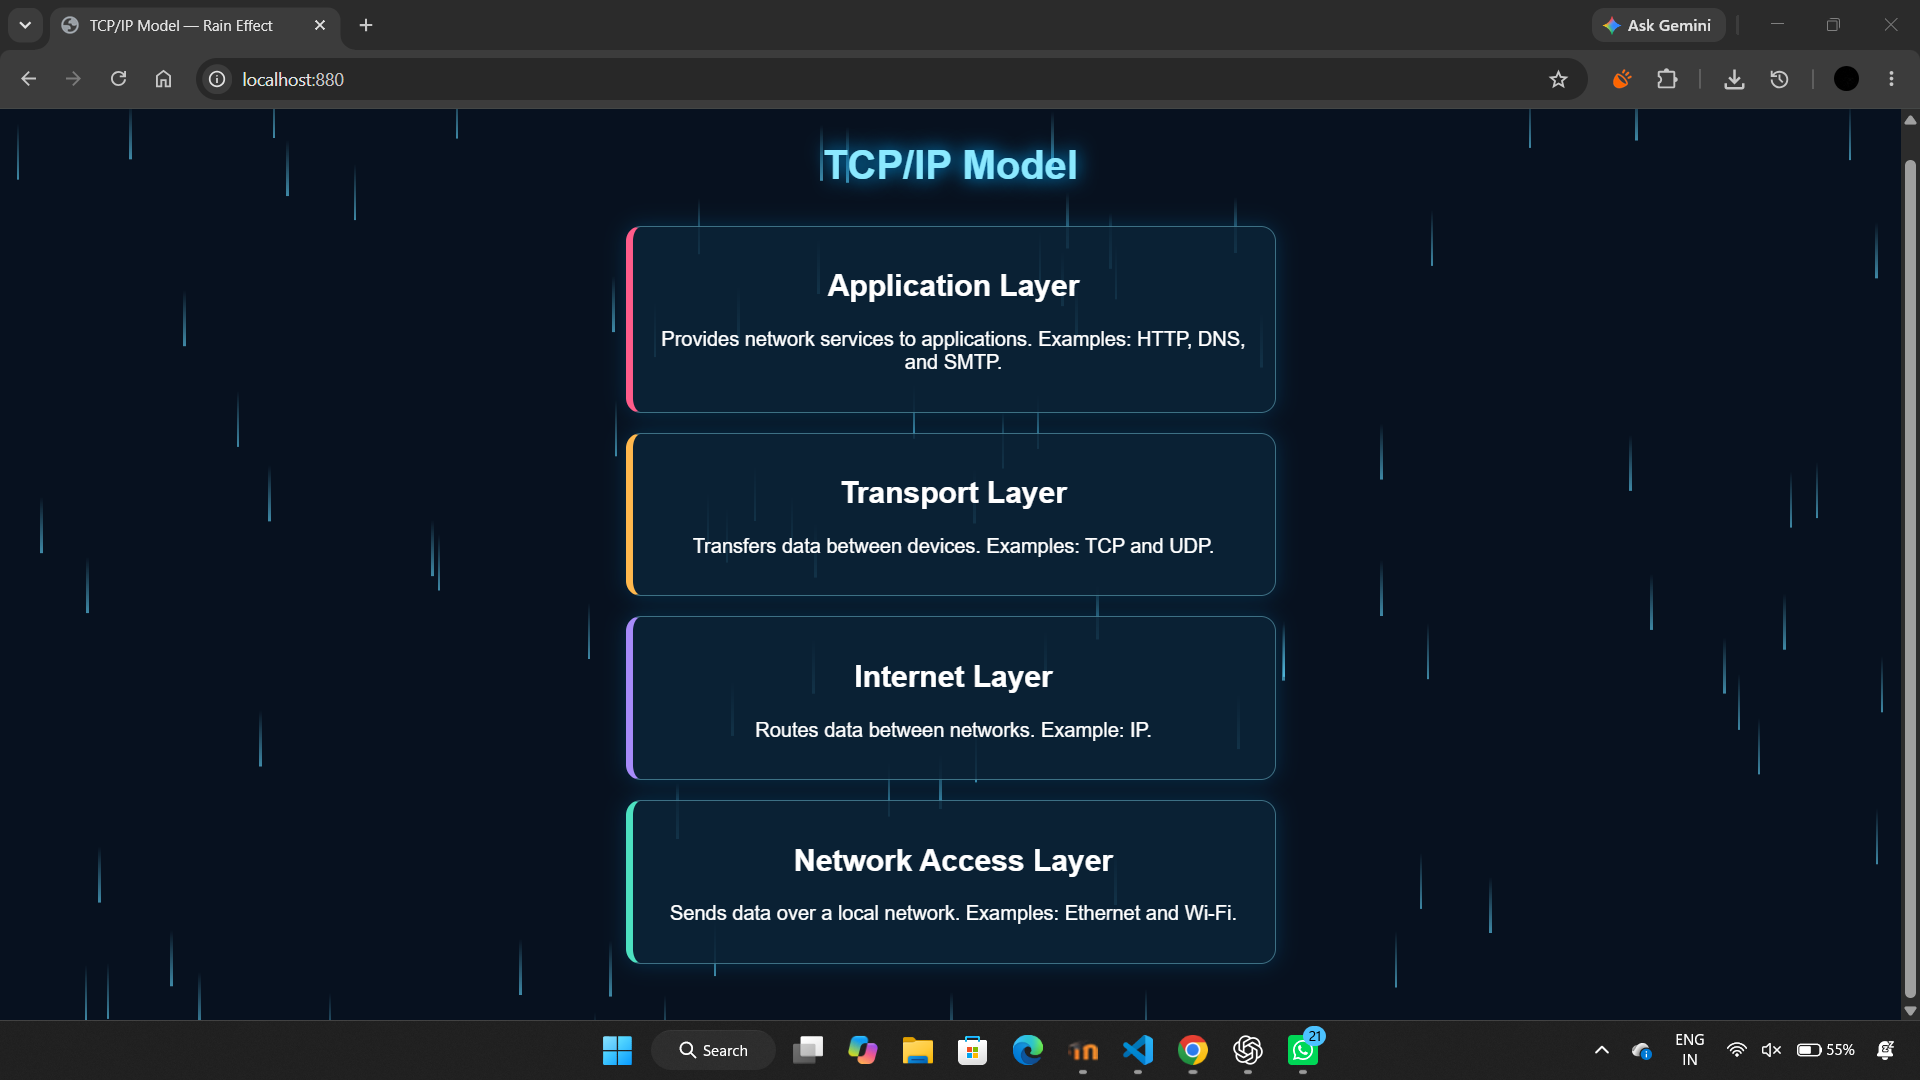 TCP/IP Model — Rain Effect
Ask Gemini
localhost:880
TCP/IP Model
Application Layer
Provides network services to applications. Examples: HTTP, DNS,
and SMTP.
Transport Layer
Transfers data between devices. Examples: TCP and UDP.
Internet Layer
Routes data between networks. Example: IP.
Network Access Layer
Sends data over a local network. Examples: Ethernet and Wi-Fi.
Search
21
ENG
IN
55%